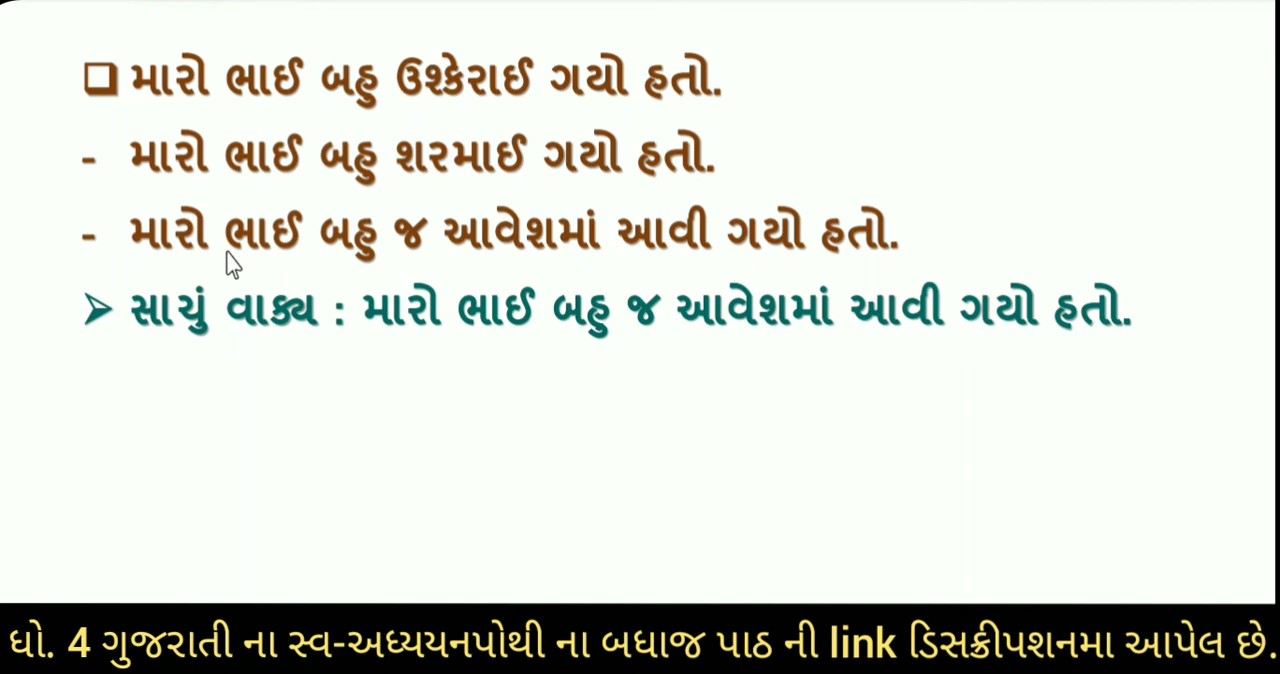 ❑ મારો ભાઈ બહુ ઉશ્કેરાઈ ગયો હતો.
- મારો ભાઈ બહુ શરમાઈ ગયો હતો.
- મારો ભાઈ બહુ જ આવેશમાં આવી ગયો હતો.
➢ સાચું વાક્ય : મારો ભાઈ બહુ જ આવેશમાં આવી ગયો હતો.
ધો. 4 ગુજરાતી ના સ્વ-અધ્યયનપોથી ના બધાજ પાઠ ની link ડિસક્રીપશનમા આપેલ છે.